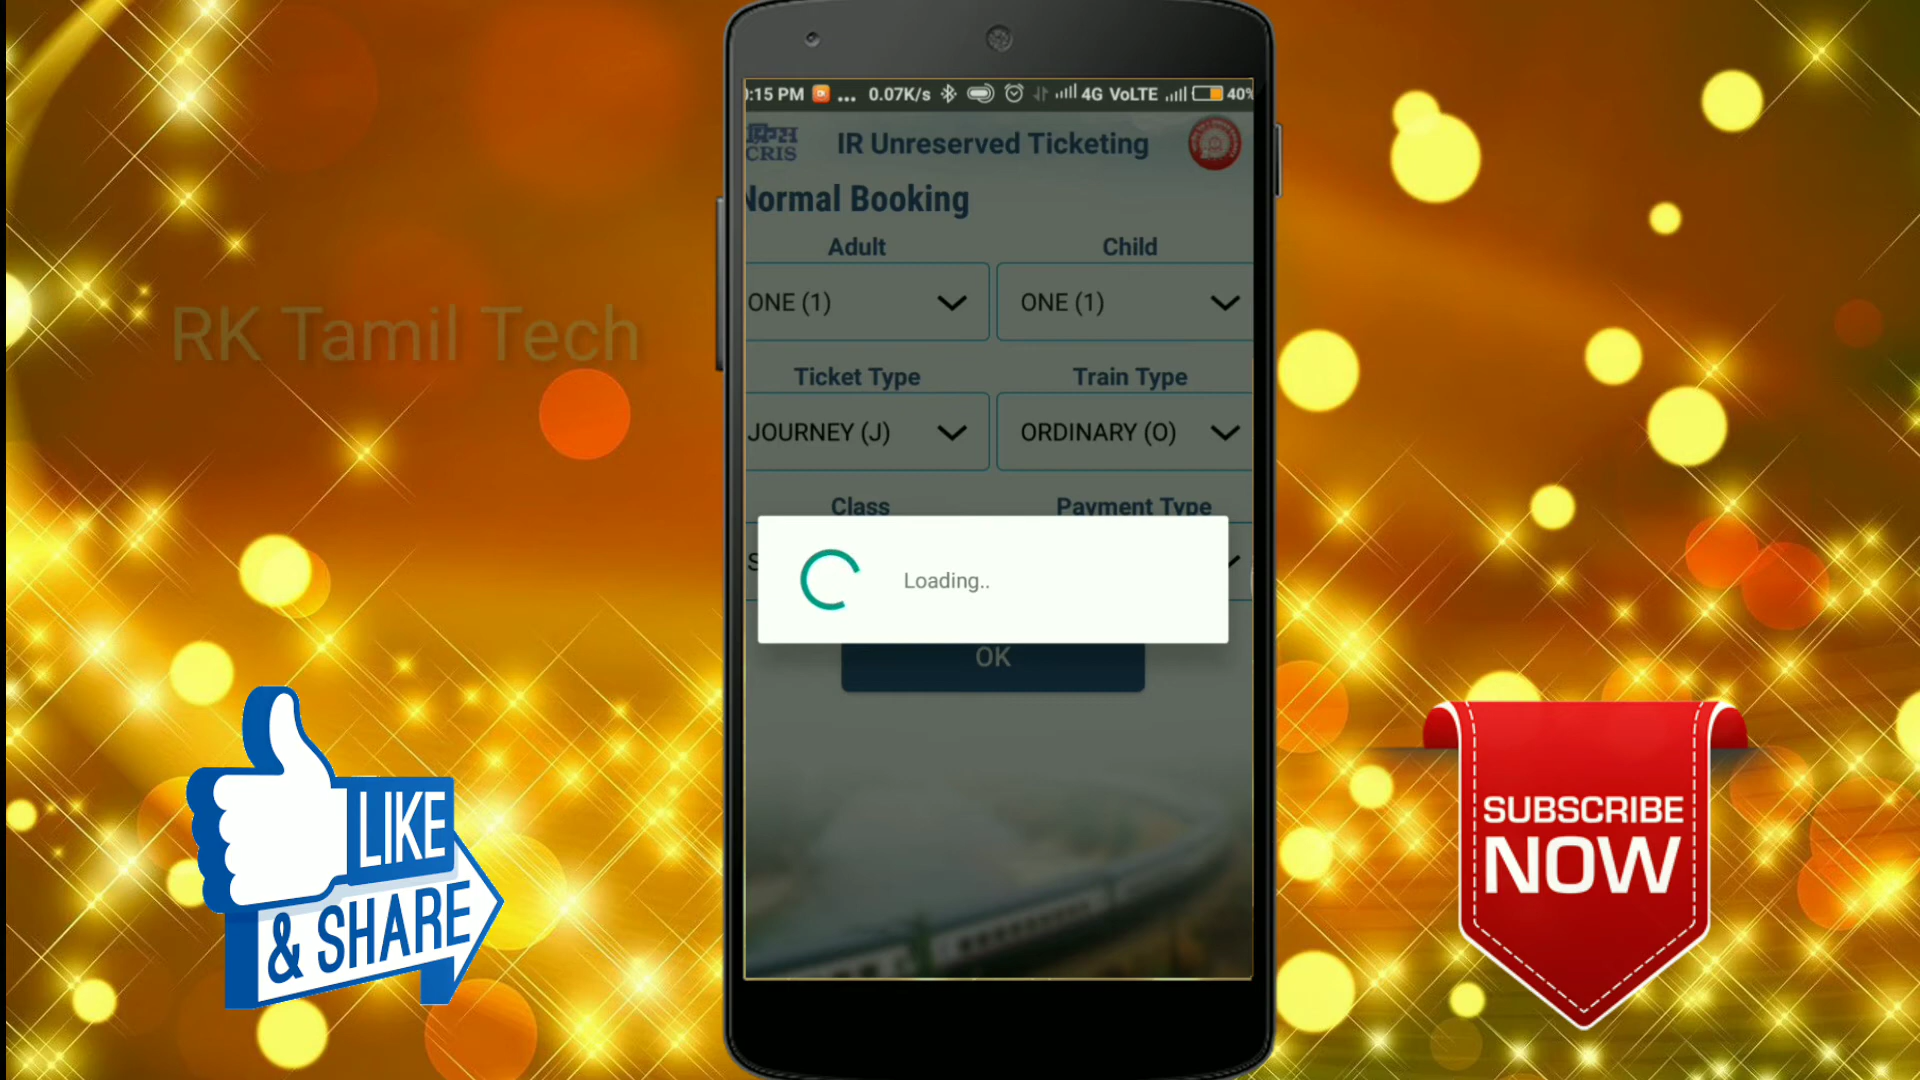 :15 PM ... 0.07K/s 4G VoLTE 40%
CRIS
IR Unreserved Ticketing
Normal Booking
Adult Child
ONE (1) ONE (1)
RK Tamil Tech
Ticket Type Train Type
JOURNEY (J) ORDINARY (O)
Class Payment Type
S
Loading..
OK
LIKE
& SHARE
SUBSCRIBE
NOW